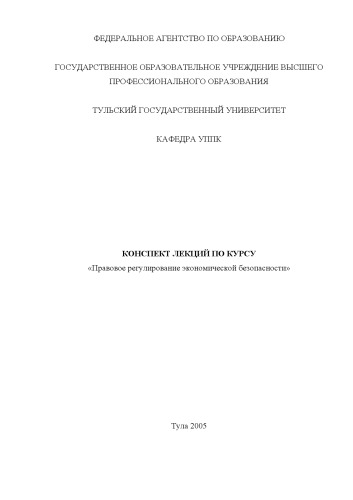 ФЕДЕРАЛЬНОЕ АГЕНТСТВО ПО ОБРАЗОВАНИЮ
ГОСУДАРСТВЕННОЕ ОБРАЗОВАТЕЛЬНОЕ УЧРЕЖДЕНИЕ ВЫСШЕГО
ПРОФЕССИОНАЛЬНОГО ОБРАЗОВАНИЯ
ТУЛЬСКИЙ ГОСУДАРСТВЕННЫЙ УНИВЕРСИТЕТ
КАФЕДРА УППК
КОНСПЕКТ ЛЕКЦИЙ ПО КУРСУ
«Правовое регулирование экономической безопасности»
Тула 2005